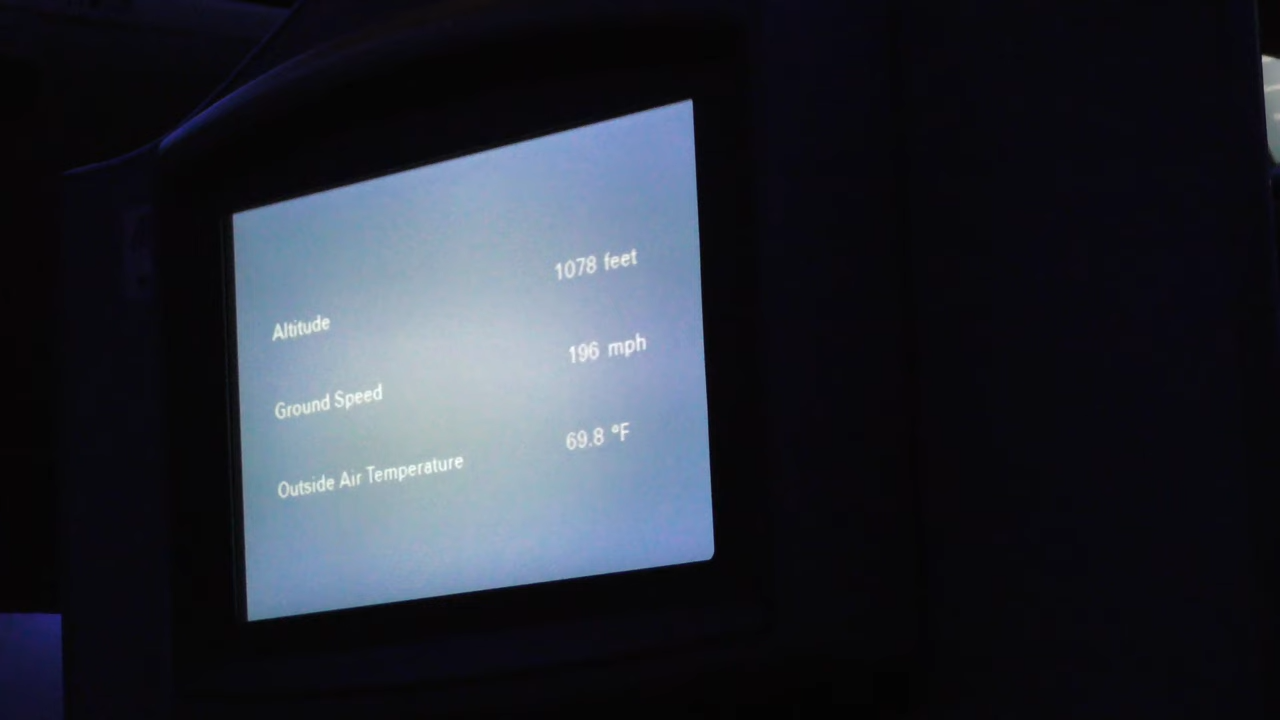 Altitude 1078 feet
Ground Speed 196 mph
Outside Air Temperature 69.8 °F